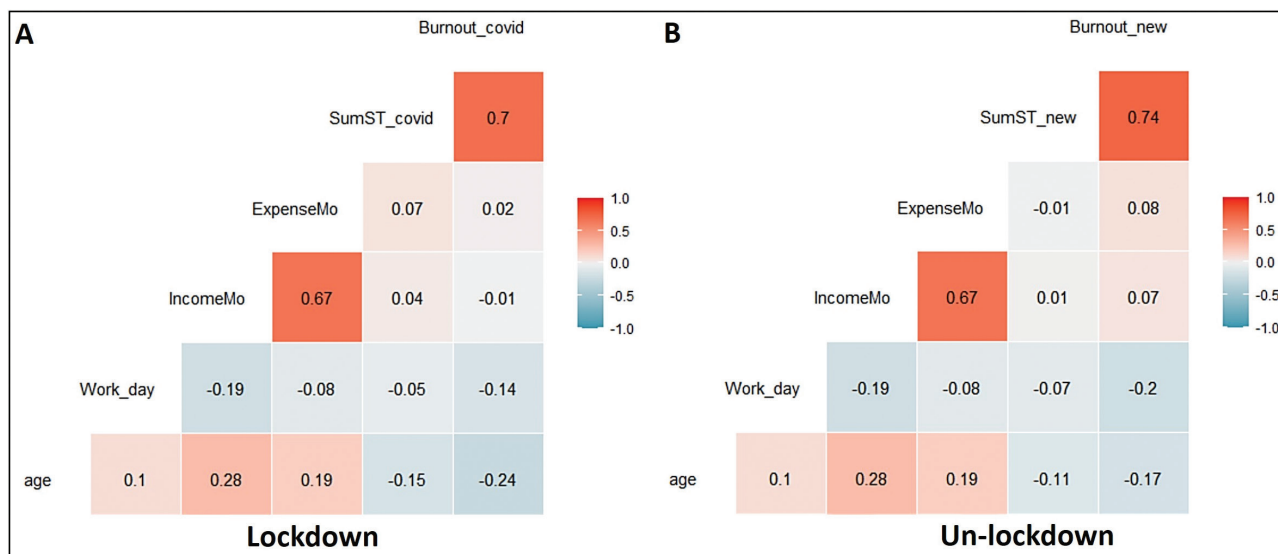 A
Burnout_covid
SumST_covid 0.7
ExpenseMo 0.07 0.02
IncomeMo 0.67 0.04 -0.01
Work_day -0.19 -0.08 -0.05 -0.14
age 0.1 0.28 0.19 -0.15 -0.24
1.0
0.5
0.0
-0.5
-1.0
Lockdown
B
Burnout_new
SumST_new 0.74
ExpenseMo -0.01 0.08
IncomeMo 0.67 0.01 0.07
Work_day -0.19 -0.08 -0.07 -0.2
age 0.1 0.28 0.19 -0.11 -0.17
1.0
0.5
0.0
-0.5
-1.0
Un-lockdown